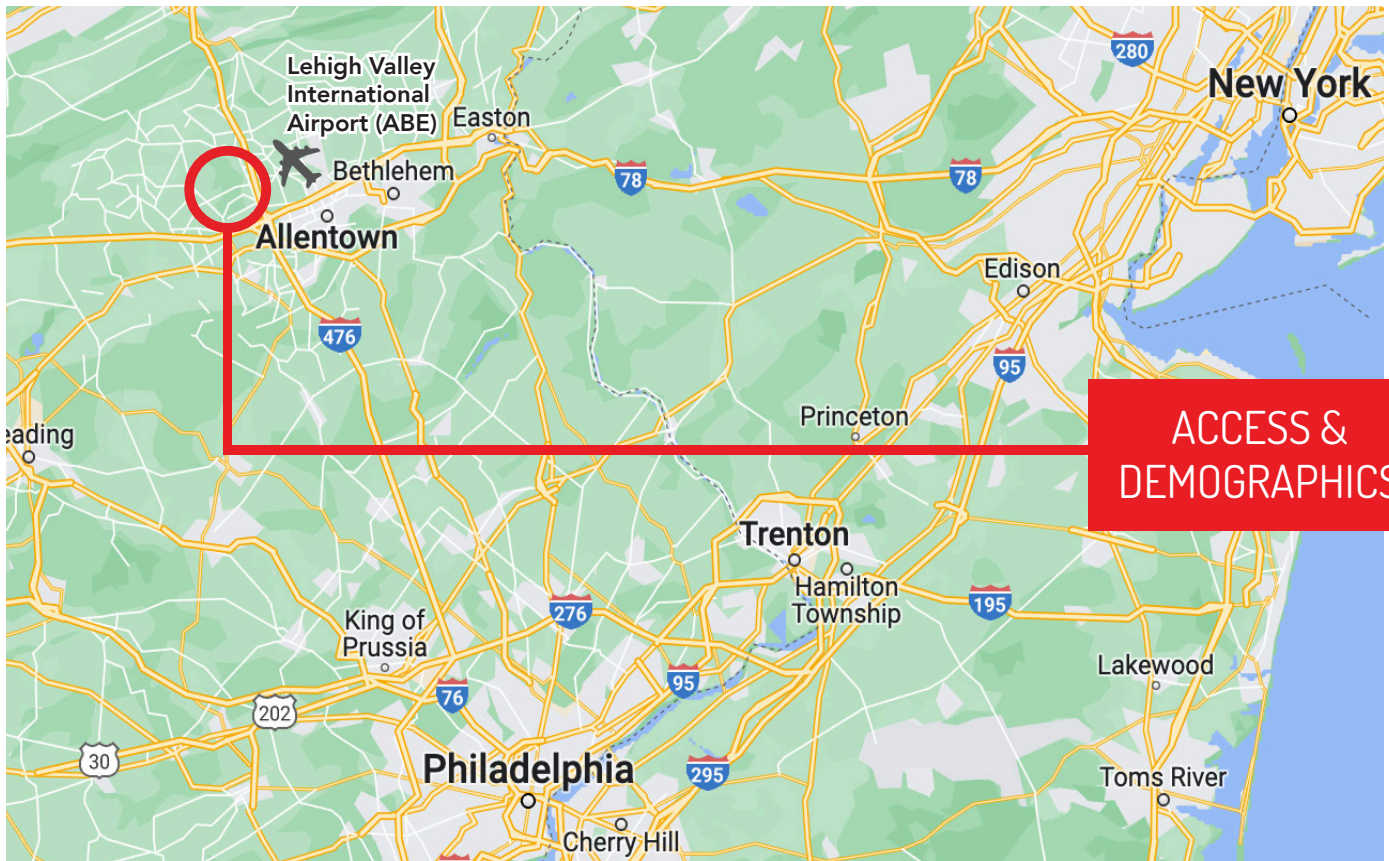 280
New York
Lehigh Valley
International
Airport (ABE)
Easton
Bethlehem
78
78
Allentown
Edison
476
95
Princeton
eading
ACCESS &
DEMOGRAPHICS
Trenton
Hamilton
Township
276
195
King of
Prussia
Lakewood
95
76
202
30
Philadelphia
295
Toms River
Cherry Hill